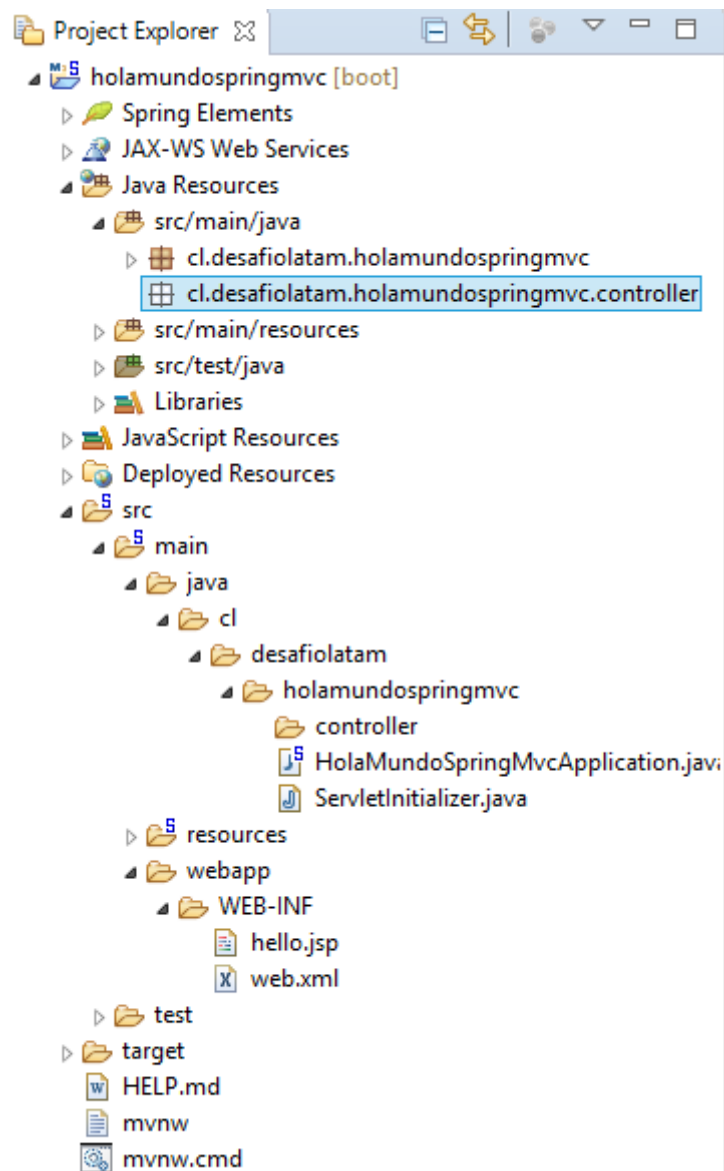 Project Explorer
holamundospringmvc [boot]
Spring Elements
JAX-WS Web Services
Java Resources
src/main/java
cl.desafiolatam.holamundospringmvc
cl.desafiolatam.holamundospringmvc.controller
src/main/resources
src/test/java
Libraries
JavaScript Resources
Deployed Resources
src
main
java
cl
desafiolatam
holamundospringmvc
controller
HolaMundoSpringMvcApplication.java
ServletInitializer.java
resources
webapp
WEB-INF
hello.jsp
web.xml
test
target
HELP.md
mvnw
mvnw.cmd